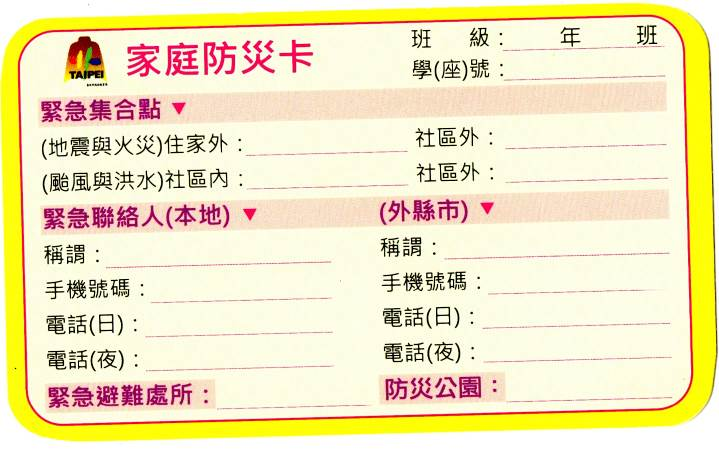 TAIPEI
家庭防災卡
班 級： 年 班
學(座)號：
緊急集合點▼
(地震與火災)住家外： 社區外：
(颱風與洪水)社區內： 社區外：
緊急聯絡人(本地)▼ (外縣市)▼
稱謂： 稱謂：
手機號碼： 手機號碼：
電話(日)： 電話(日)：
電話(夜)： 電話(夜)：
緊急避難處所： 防災公園：